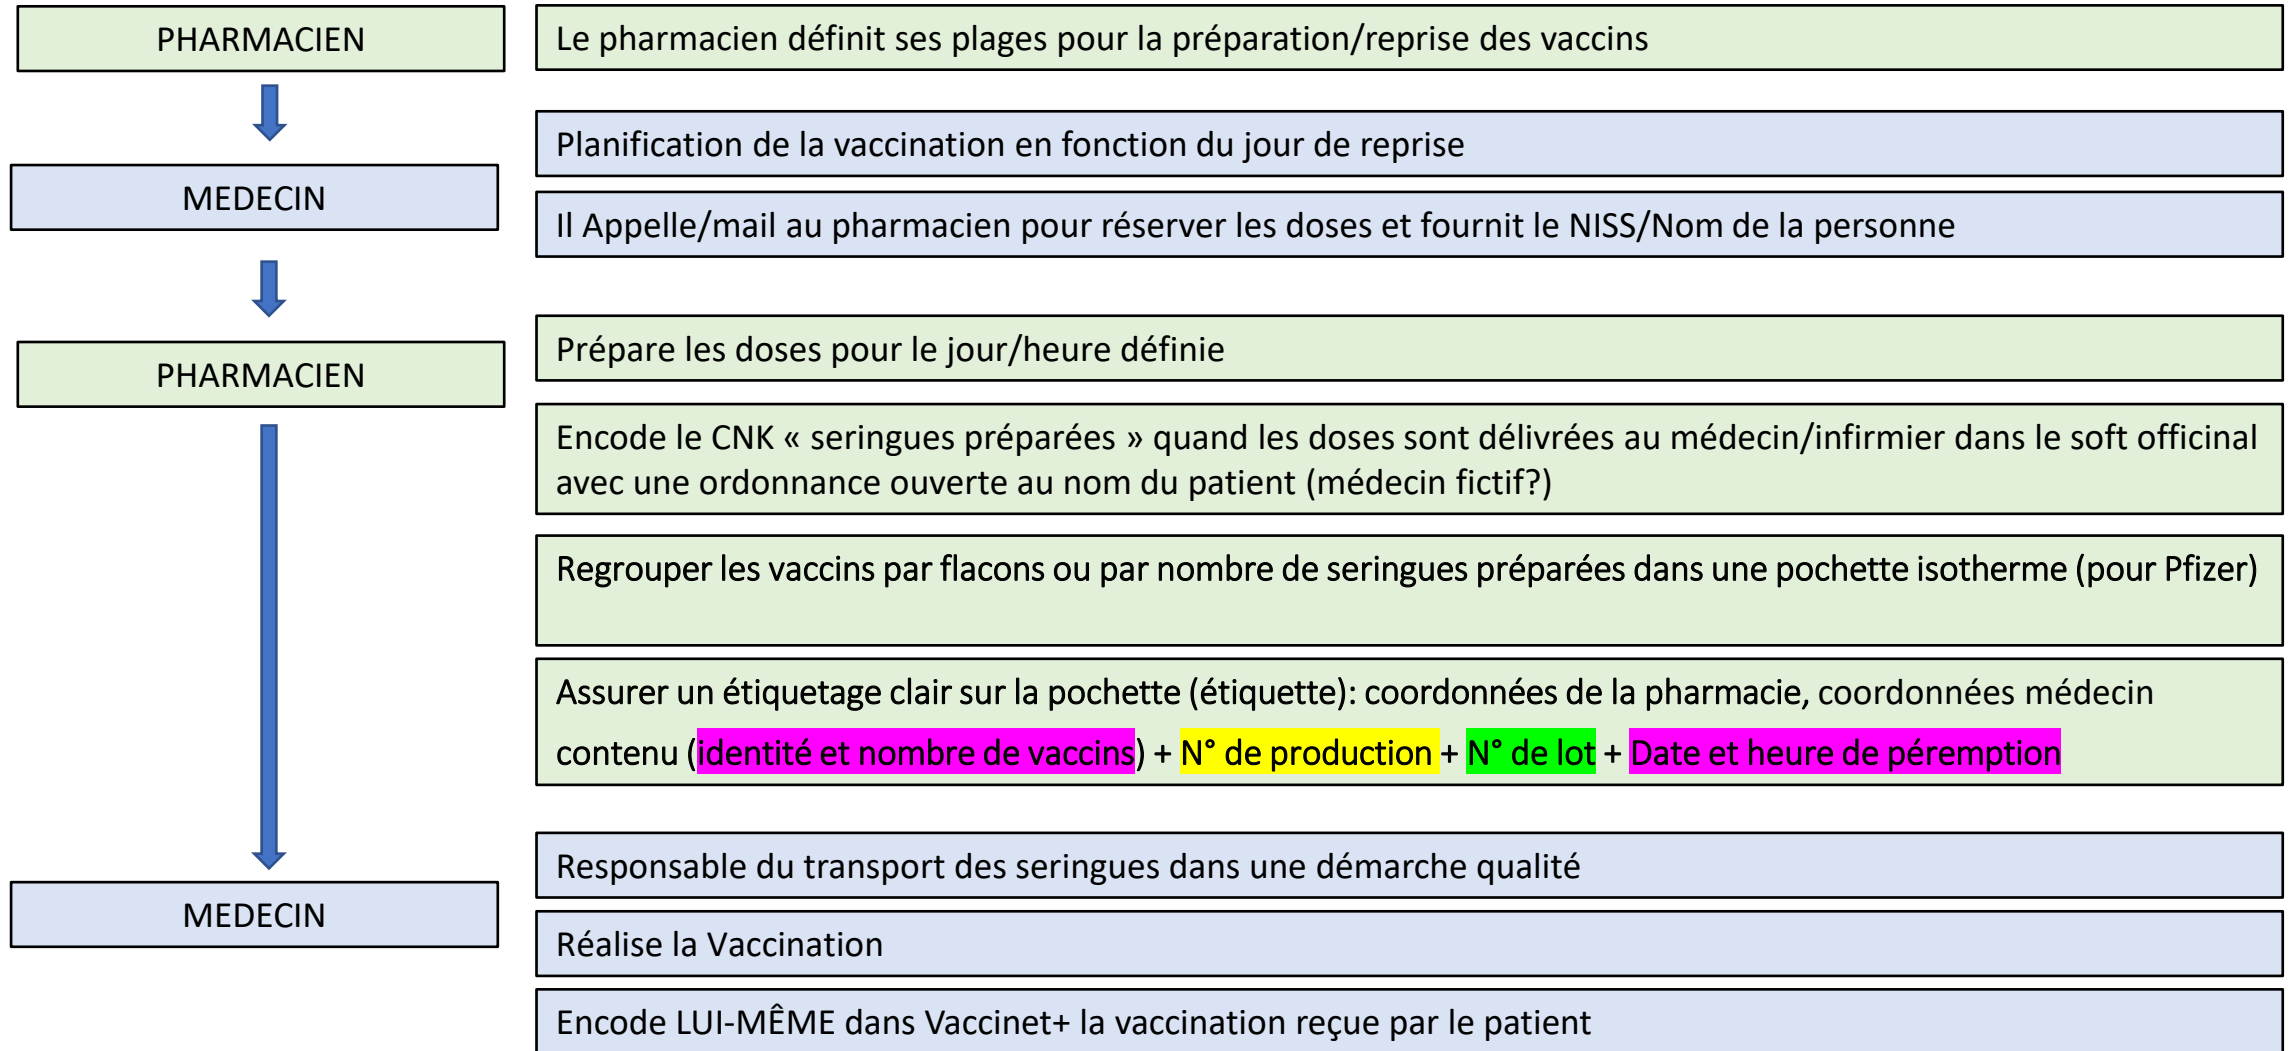 PHARMACIEN
Le pharmacien définit ses plages pour la préparation/reprise des vaccins
Planification de la vaccination en fonction du jour de reprise
MEDECIN
Il Appelle/mail au pharmacien pour réserver les doses et fournit le NISS/Nom de la personne
Prépare les doses pour le jour/heure définie
PHARMACIEN
Encode le CNK « seringues préparées » quand les doses sont délivrées au médecin/infirmier dans le soft officinal
avec une ordonnance ouverte au nom du patient (médecin fictif?)
Regrouper les vaccins par flacons ou par nombre de seringues préparées dans une pochette isotherme (pour Pfizer)
Assurer un étiquetage clair sur la pochette (étiquette): coordonnées de la pharmacie, coordonnées médecin
contenu (identité et nombre de vaccins) + N° de production + N° de lot + Date et heure de péremption
Responsable du transport des seringues dans une démarche qualité
MEDECIN
Réalise la Vaccination
Encode LUI-MÊME dans Vaccinet+ la vaccination reçue par le patient